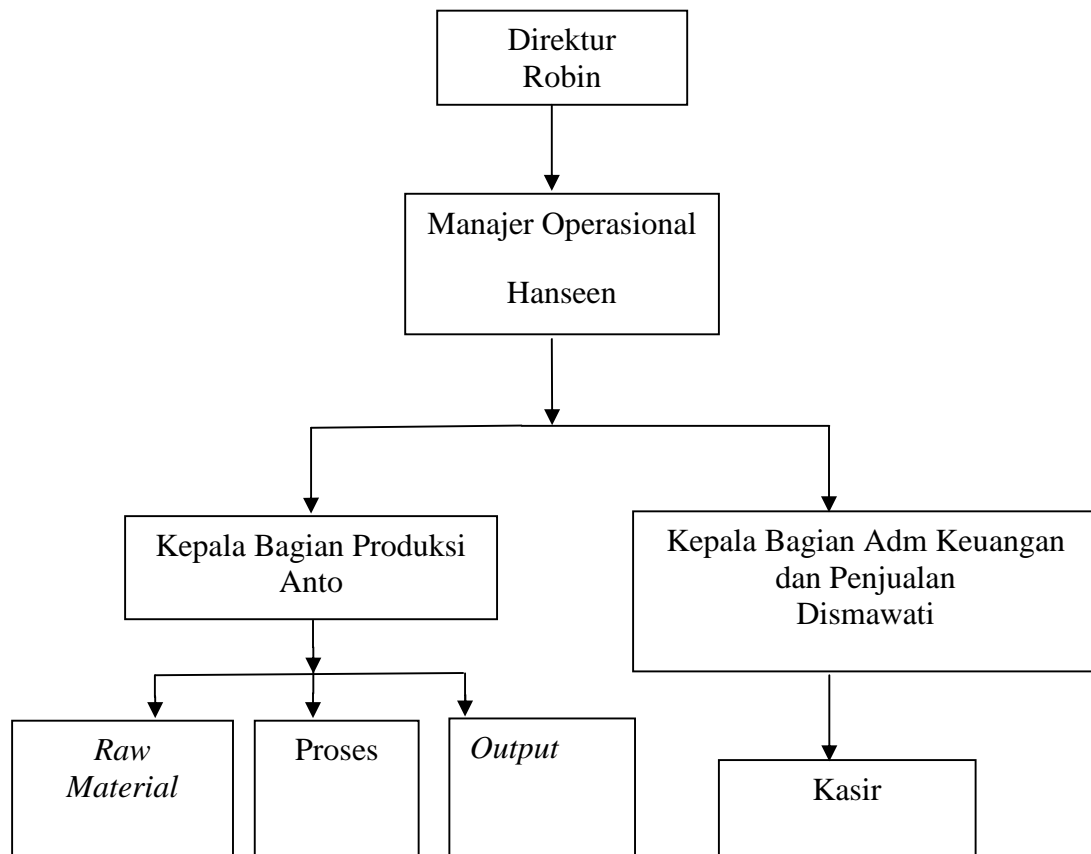 Direktur
Robin
Manajer Operasional
Hanseen
Kepala Bagian Produksi
Anto
Kepala Bagian Adm Keuangan
dan Penjualan
Dismawati
Raw
Material
Proses
Output
Kasir